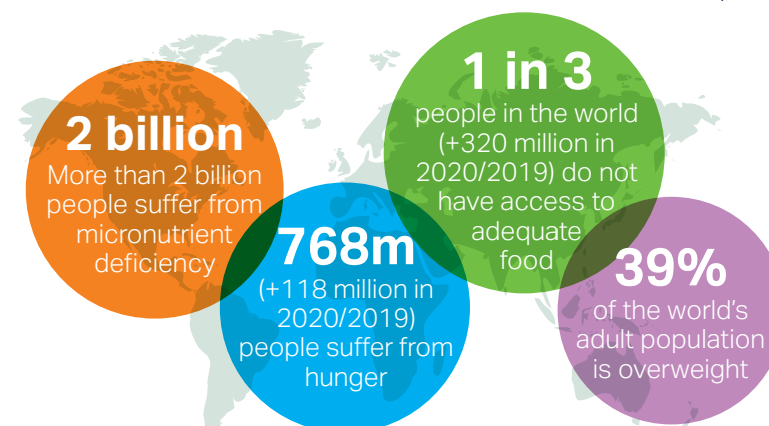 2 billion
More than 2 billion
people suffer from
micronutrient
deficiency
768m
(+118 million in
2020/2019)
people suffer from
hunger
1 in 3
people in the world
(+320 million in
2020/2019) do not
have access to
adequate
food
39%
of the world's
adult population
is overweight